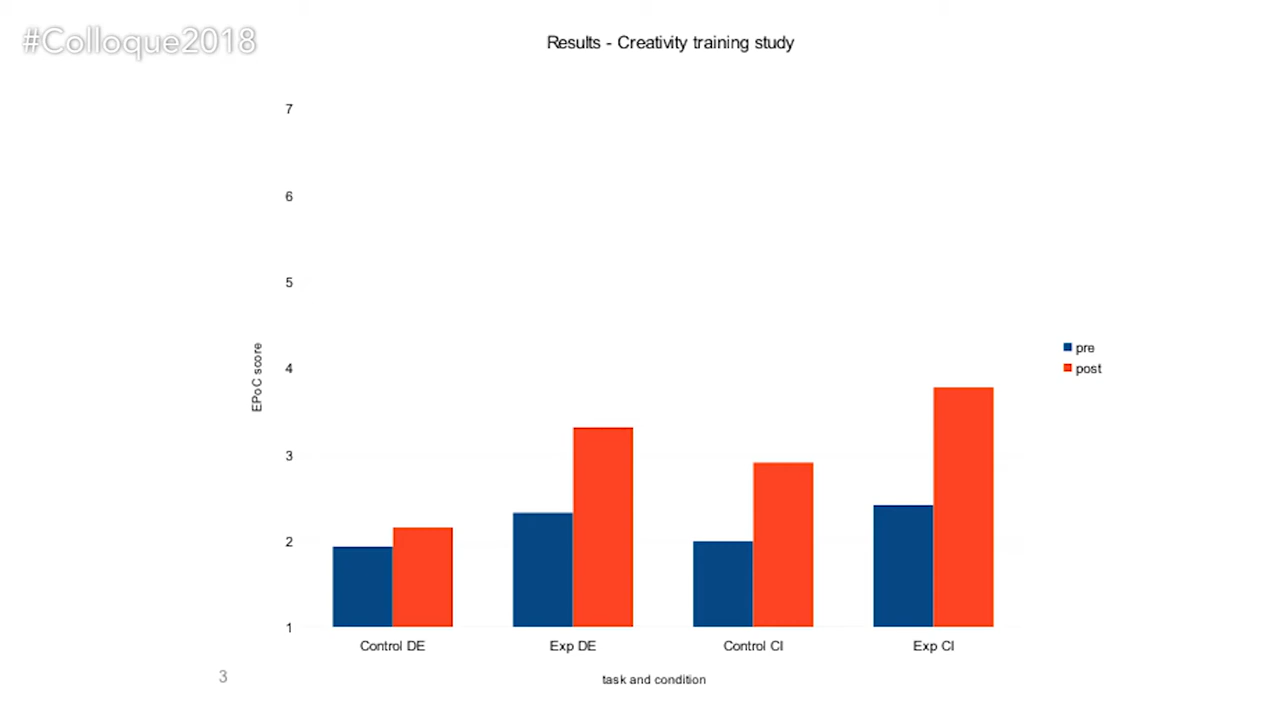 #Colloque2018
Results - Creativity training study
7
6
5
4
3
2
1
EPoC score
pre
post
Control DE
Exp DE
Control CI
Exp CI
task and condition
3